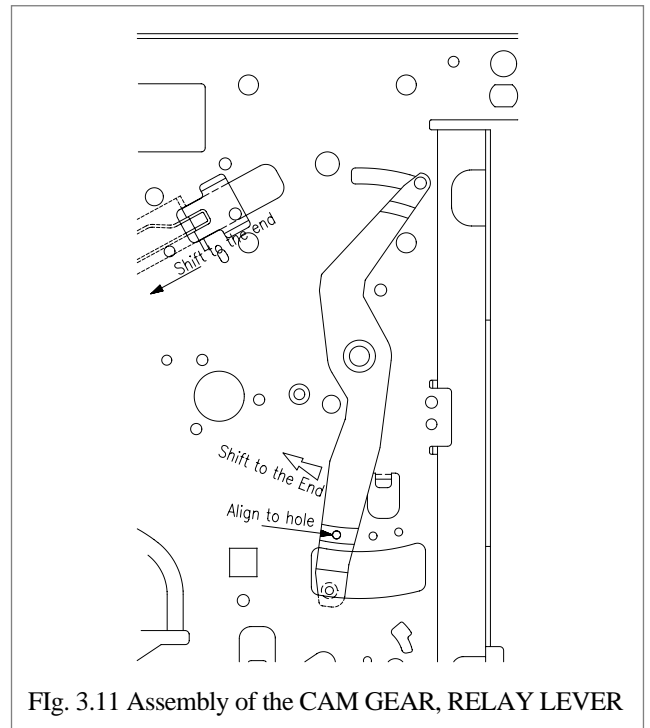 Shift to the end
Shift to the End
Align to hole
FIg. 3.11 Assembly of the CAM GEAR, RELAY LEVER